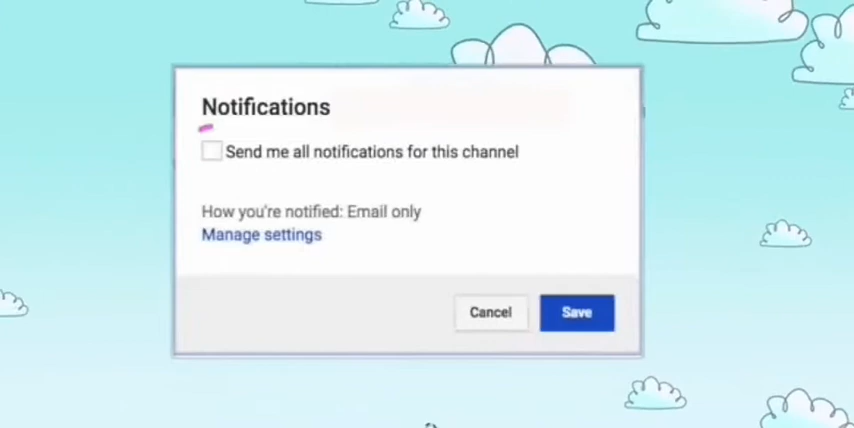 Notifications
Send me all notifications for this channel
How you're notified: Email only
Manage settings
Cancel
Save